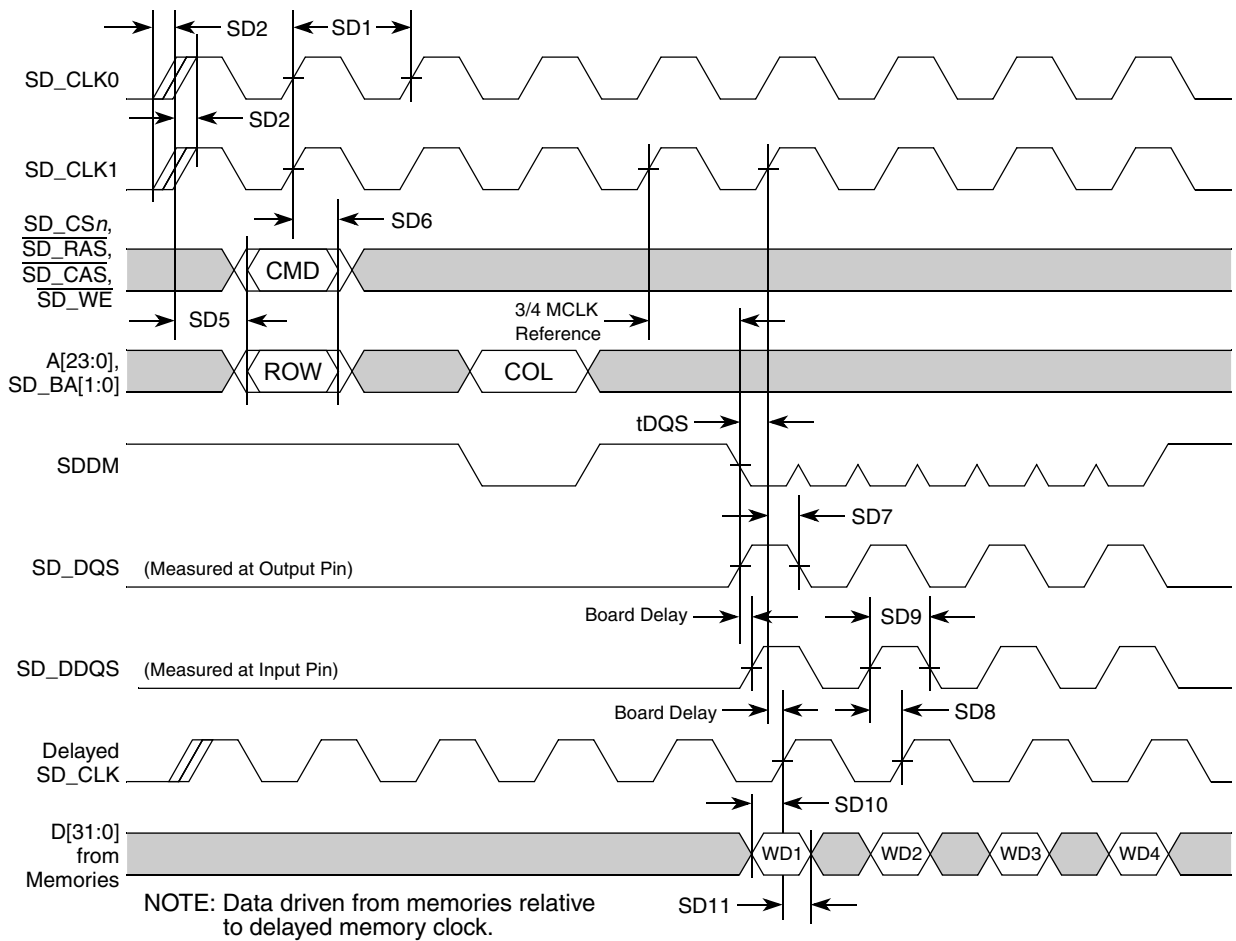 SD2
SD1
SD_CLK0
SD2
SD_CLK1
SD6
SD_CSn,
SD_RAS,
SD_CAS,
SD_WE
CMD
3/4 MCLK
Reference
SD5
A[23:0],
SD_BA[1:0]
ROW
COL
tDQS
SDDM
SD7
SD_DQS
(Measured at Output Pin)
Board Delay
SD9
SD_DDQS
(Measured at Input Pin)
Board Delay
SD8
Delayed
SD_CLK
SD10
D[31:0]
from
Memories
WD1
WD2
WD3
WD4
NOTE: Data driven from memories relative
to delayed memory clock.
SD11